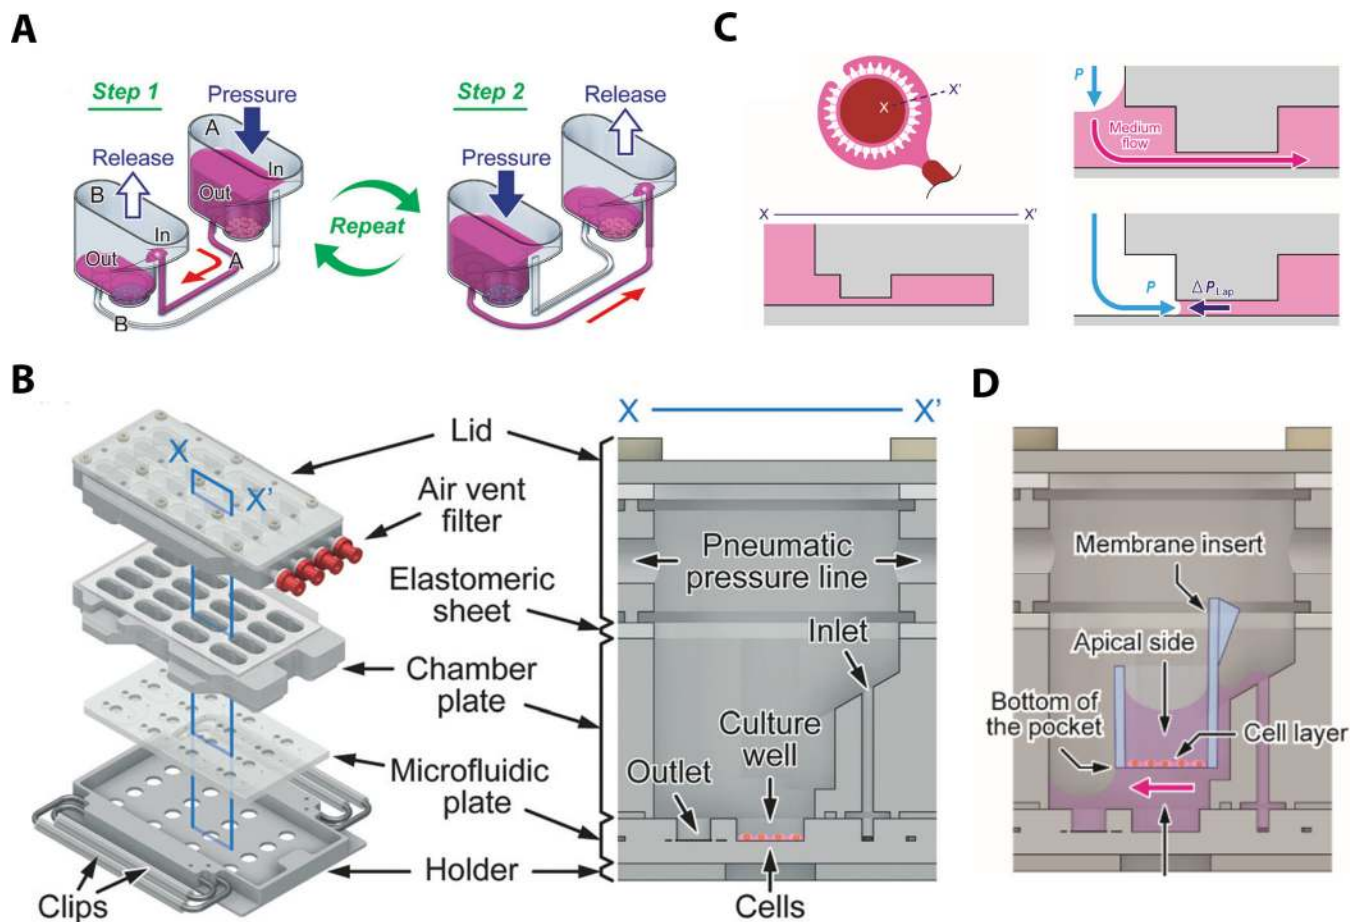 A
Step 1
Pressure
A
Release
In
Out
B
In
Out
A
B
Repeat
Step 2
Release
Pressure
C
X
X'
X
X'
P
Medium
flow
P
Δ P Lap
B
X
X'
Lid
Air vent
filter
Elastomeric
sheet
Chamber
plate
Microfluidic
plate
Holder
Clips
X
X'
Pneumatic
pressure line
Inlet
Culture
well
Outlet
Cells
D
Membrane insert
Apical side
Bottom of
the pocket
Cell layer